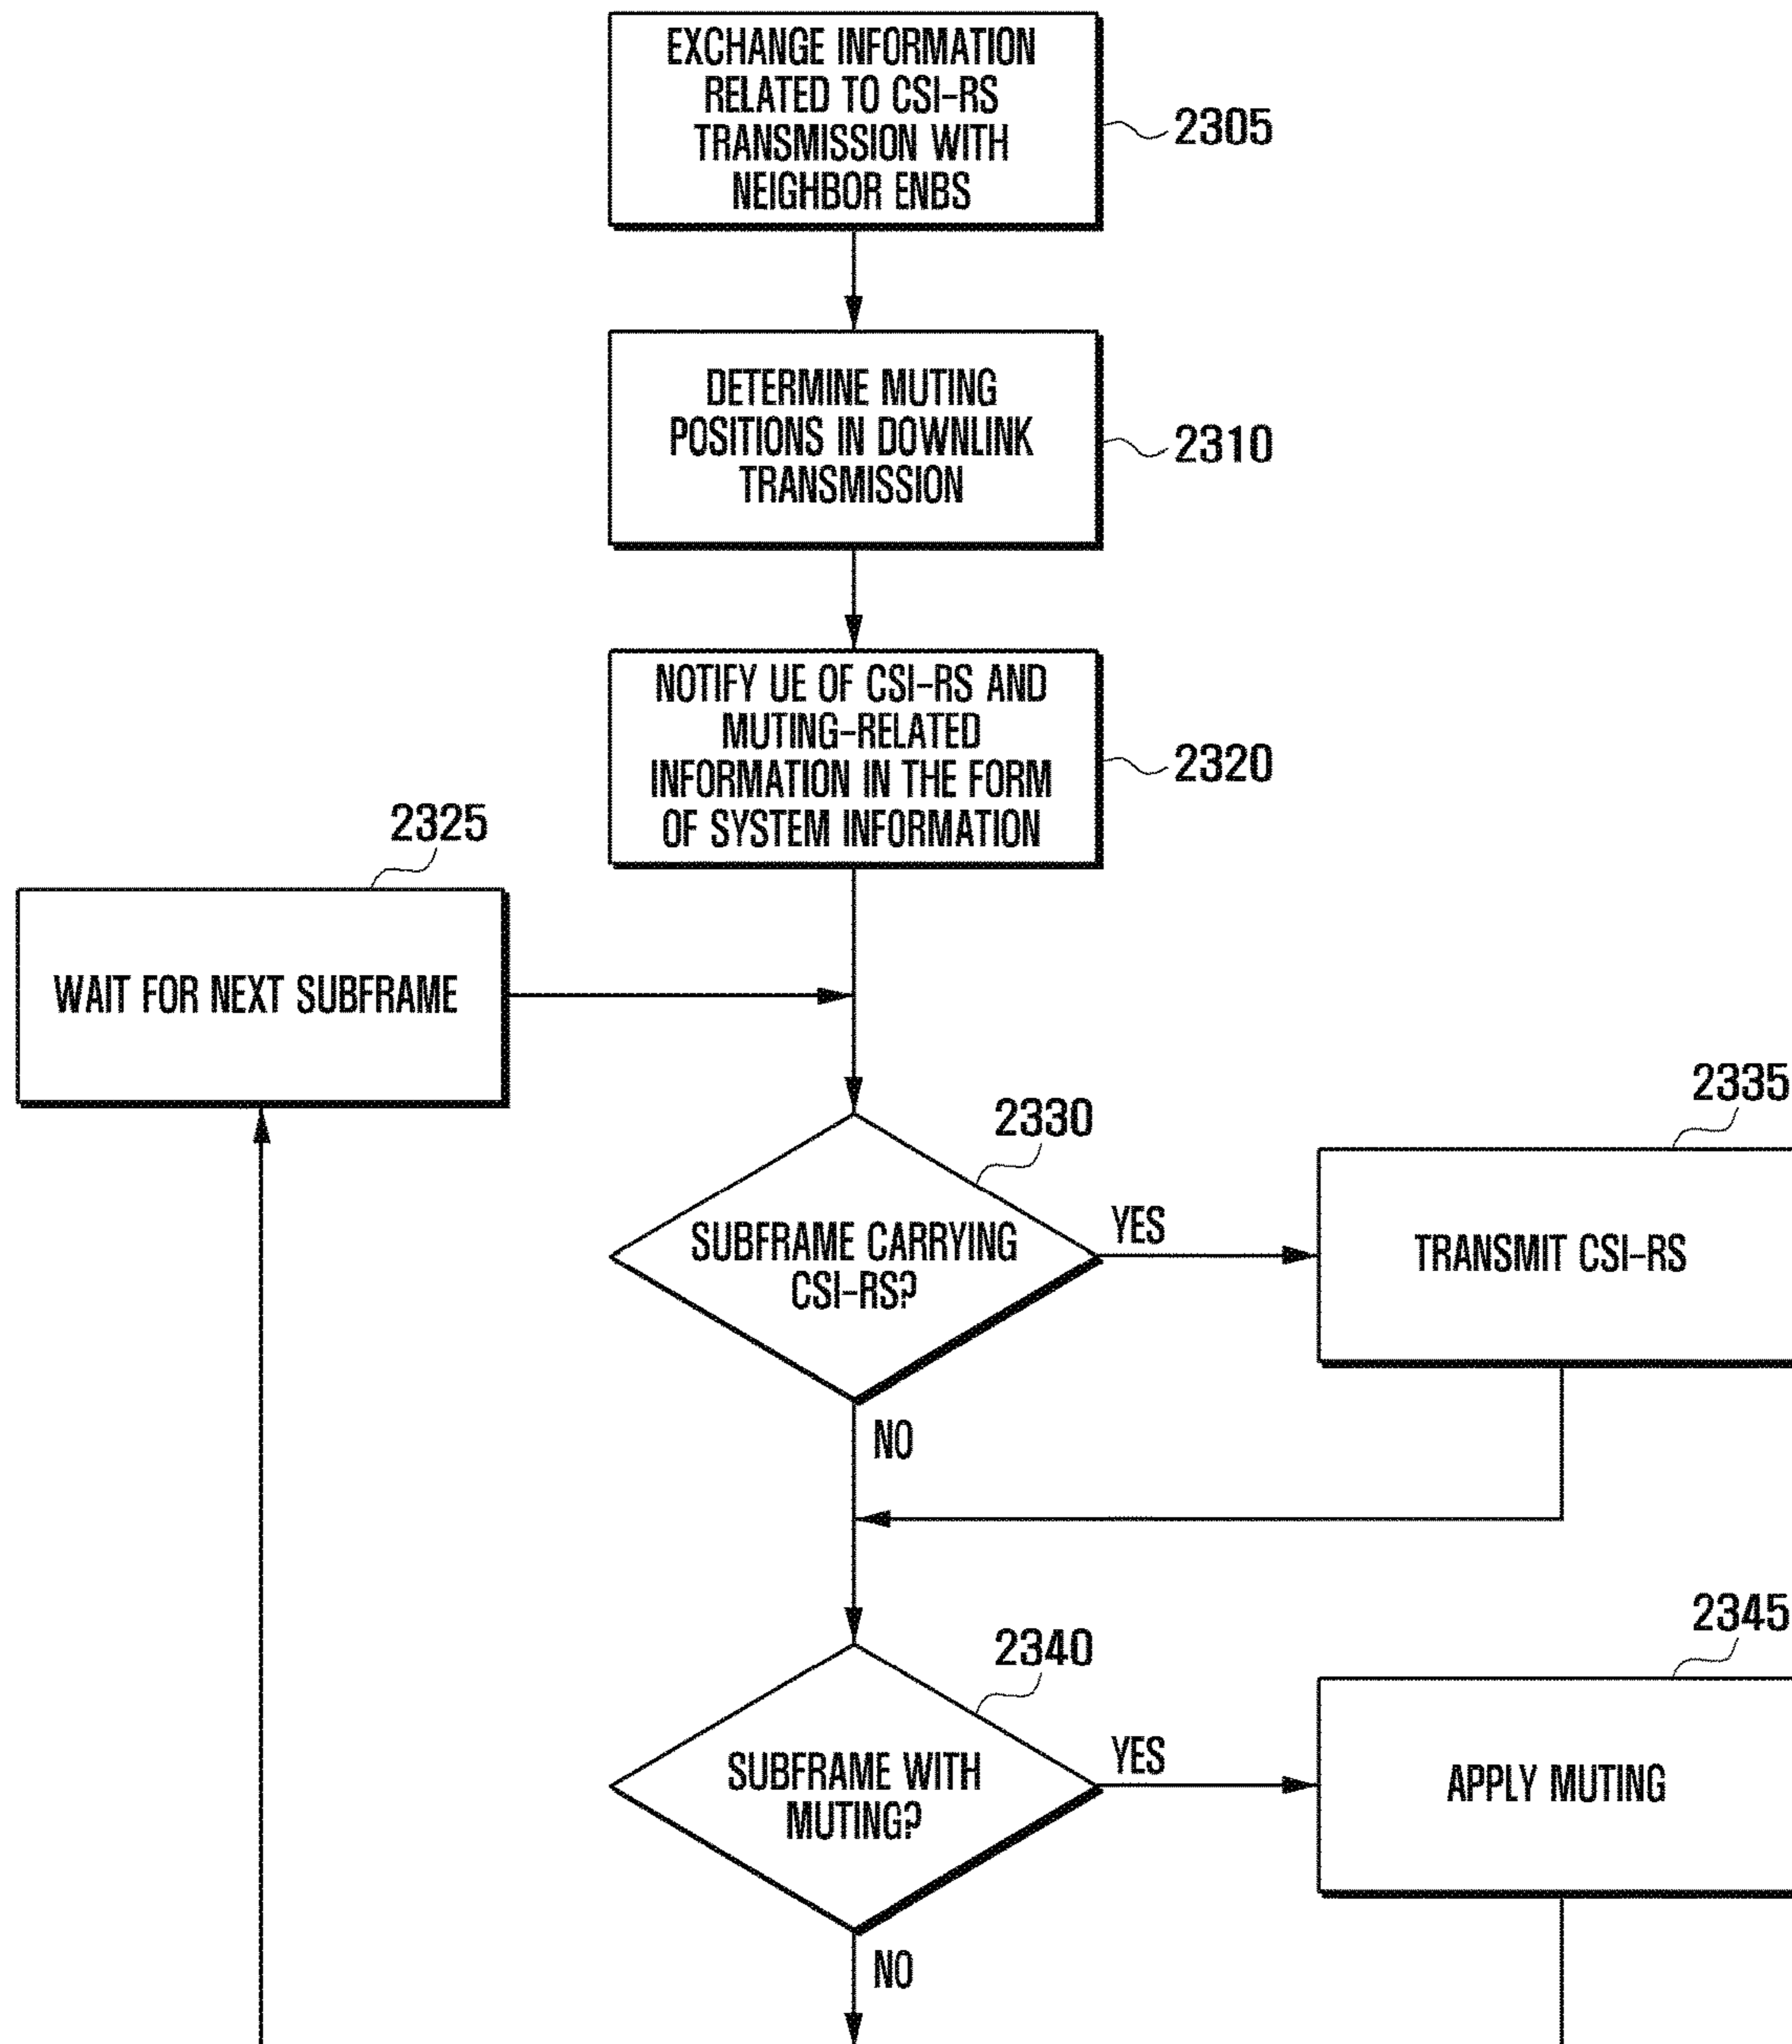 EXCHANGE INFORMATION
RELATED TO CSI-RS
TRANSMISSION WITH
NEIGHBOR ENBS
2305
DETERMINE MUTING
POSITIONS IN DOWNLINK
TRANSMISSION
2310
NOTIFY UE OF CSI-RS AND
MUTING-RELATED
INFORMATION IN THE FORM
OF SYSTEM INFORMATION
2320
2325
WAIT FOR NEXT SUBFRAME
2330
SUBFRAME CARRYING
CSI-RS?
YES
2335
TRANSMIT CSI-RS
NO
2340
SUBFRAME WITH
MUTING?
YES
2345
APPLY MUTING
NO